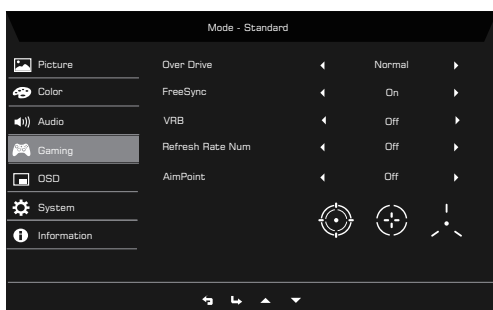 Mode - Standard
Picture
Over Drive Normal
Color
FreeSync On
Audio
VRB Off
Gaming
Refresh Rate Num Off
OSD
AimPoint Off
System
Information